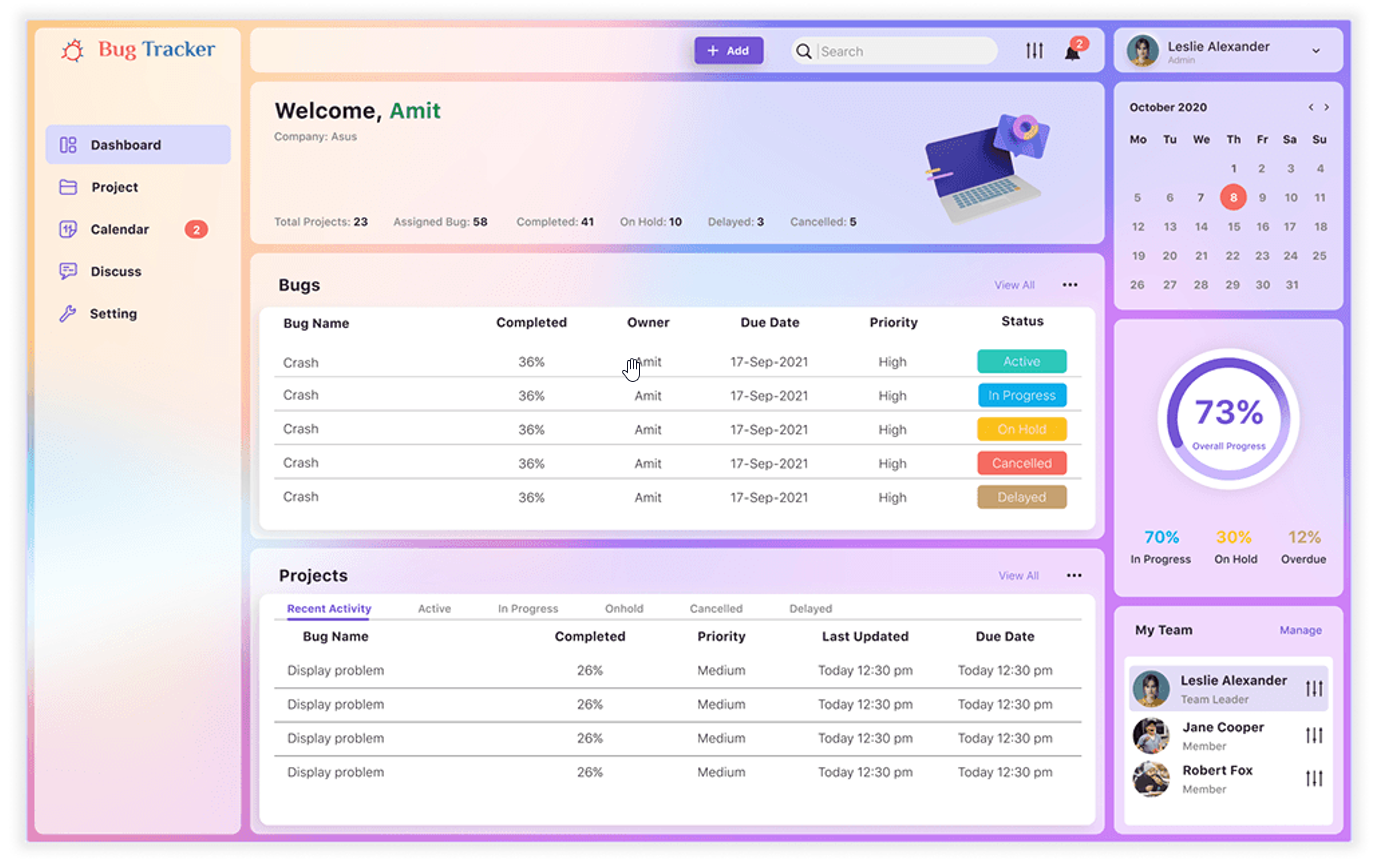 Bug Tracker
Dashboard
Project
Calendar 2
Discuss
Setting
+ Add
Search
2
Leslie Alexander
Admin
Welcome, Amit
Company: Asus
Total Projects: 23 Assigned Bug: 58 Completed: 41 On Hold: 10 Delayed: 3 Cancelled: 5
Bugs View All
Bug Name Completed Owner Due Date Priority Status
Crash 36% Amit 17-Sep-2021 High Active
Crash 36% Amit 17-Sep-2021 High In Progress
Crash 36% Amit 17-Sep-2021 High On Hold
Crash 36% Amit 17-Sep-2021 High Cancelled
Crash 36% Amit 17-Sep-2021 High Delayed
Projects View All
Recent Activity Active In Progress Onhold Cancelled Delayed
Bug Name Completed Priority Last Updated Due Date
Display problem 26% Medium Today 12:30 pm Today 12:30 pm
Display problem 26% Medium Today 12:30 pm Today 12:30 pm
Display problem 26% Medium Today 12:30 pm Today 12:30 pm
Display problem 26% Medium Today 12:30 pm Today 12:30 pm
October 2020 < >
Mo Tu We Th Fr Sa Su
1 2 3 4
5 6 7 8 9 10 11
12 13 14 15 16 17 18
19 20 21 22 23 24 25
26 27 28 29 30 31
73%
Overall Progress
70% 30% 12%
In Progress On Hold Overdue
My Team Manage
Leslie Alexander
Team Leader
Jane Cooper
Member
Robert Fox
Member